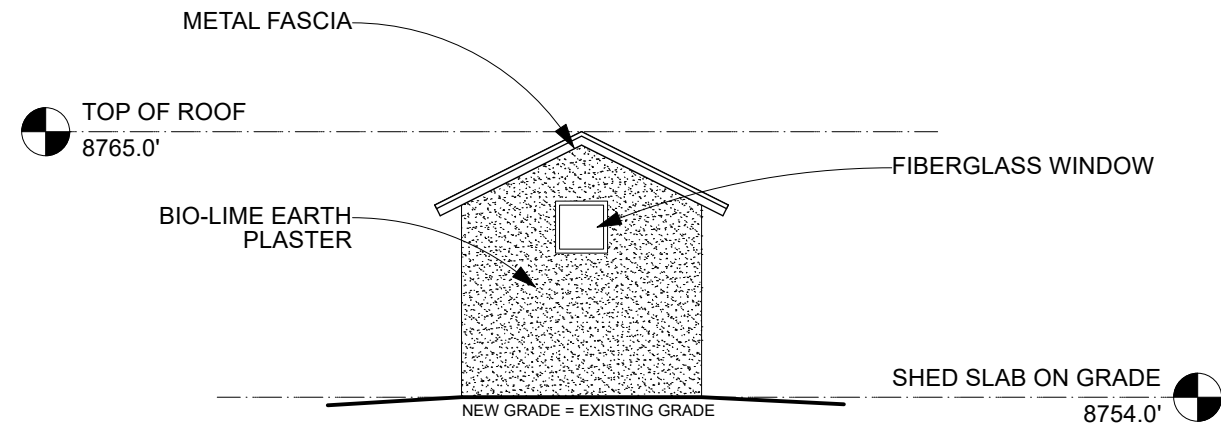 METAL FASCIA
TOP OF ROOF
8765.0'
FIBERGLASS WINDOW
BIO-LIME EARTH
PLASTER
SHED SLAB ON GRADE
8754.0'
NEW GRADE = EXISTING GRADE